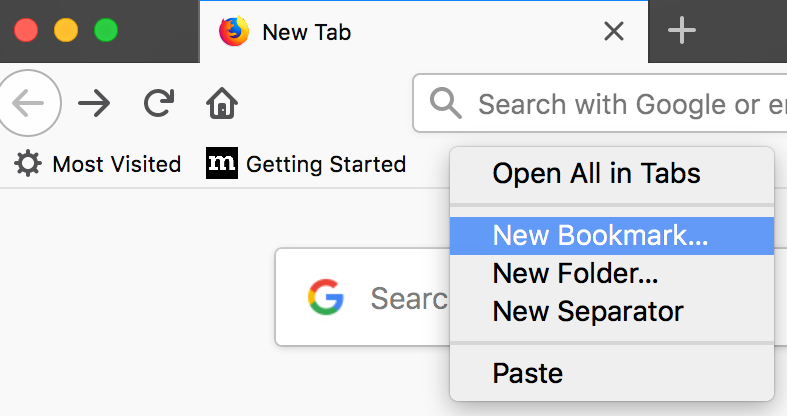 New Tab
Search with Google or e
Most Visited m Getting Started
Open All in Tabs
New Bookmark...
G Searc
New Folder...
New Separator
Paste